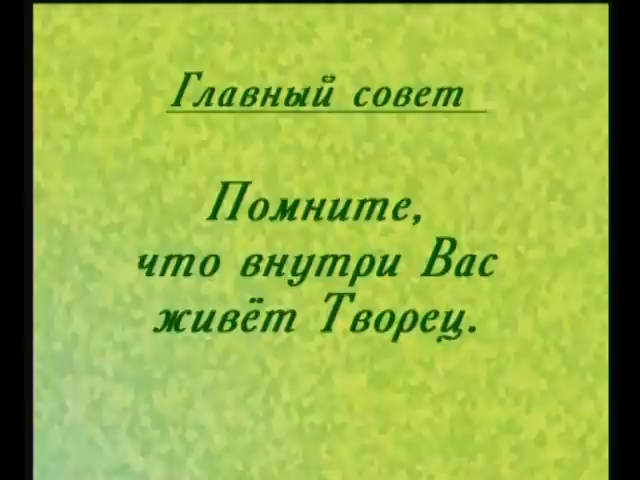 Главный совет
Помните,
что внутри Вас
живёт Творец.